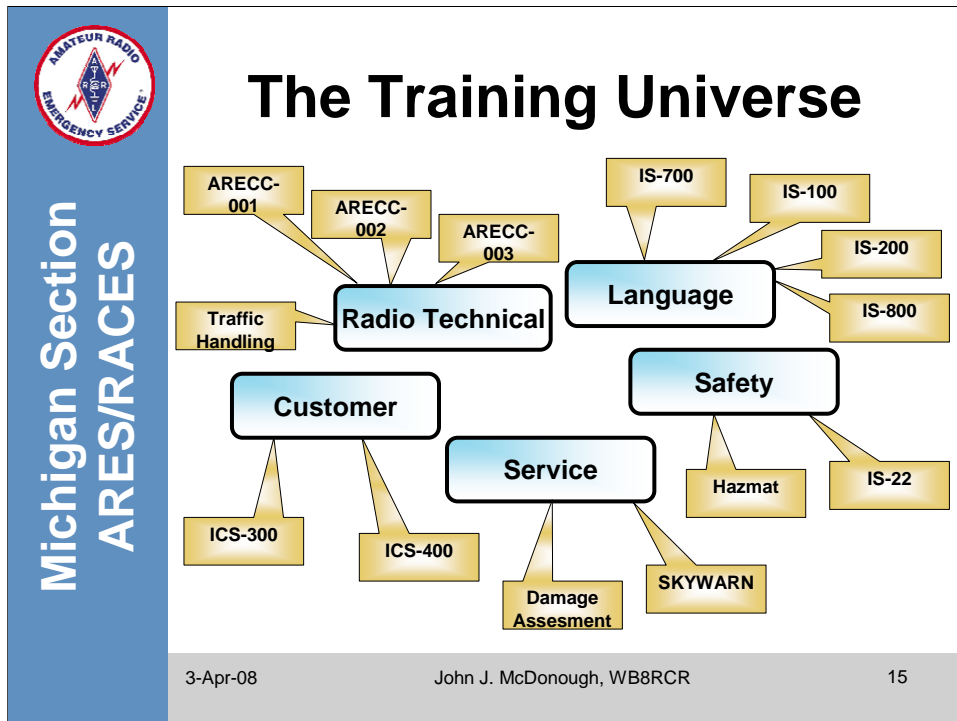 AMATEUR RADIO
EMERGENCY SERVICE
A
R R
L
Michigan Section
ARES/RACES
The Training Universe
ARECC-
001
ARECC-
002
ARECC-
003
Traffic
Handling
Radio Technical
IS-700
IS-100
IS-200
IS-800
Language
Customer
ICS-300
ICS-400
Service
Damage
Assesment
SKYWARN
Safety
Hazmat
IS-22
3-Apr-08
John J. McDonough, WB8RCR
15